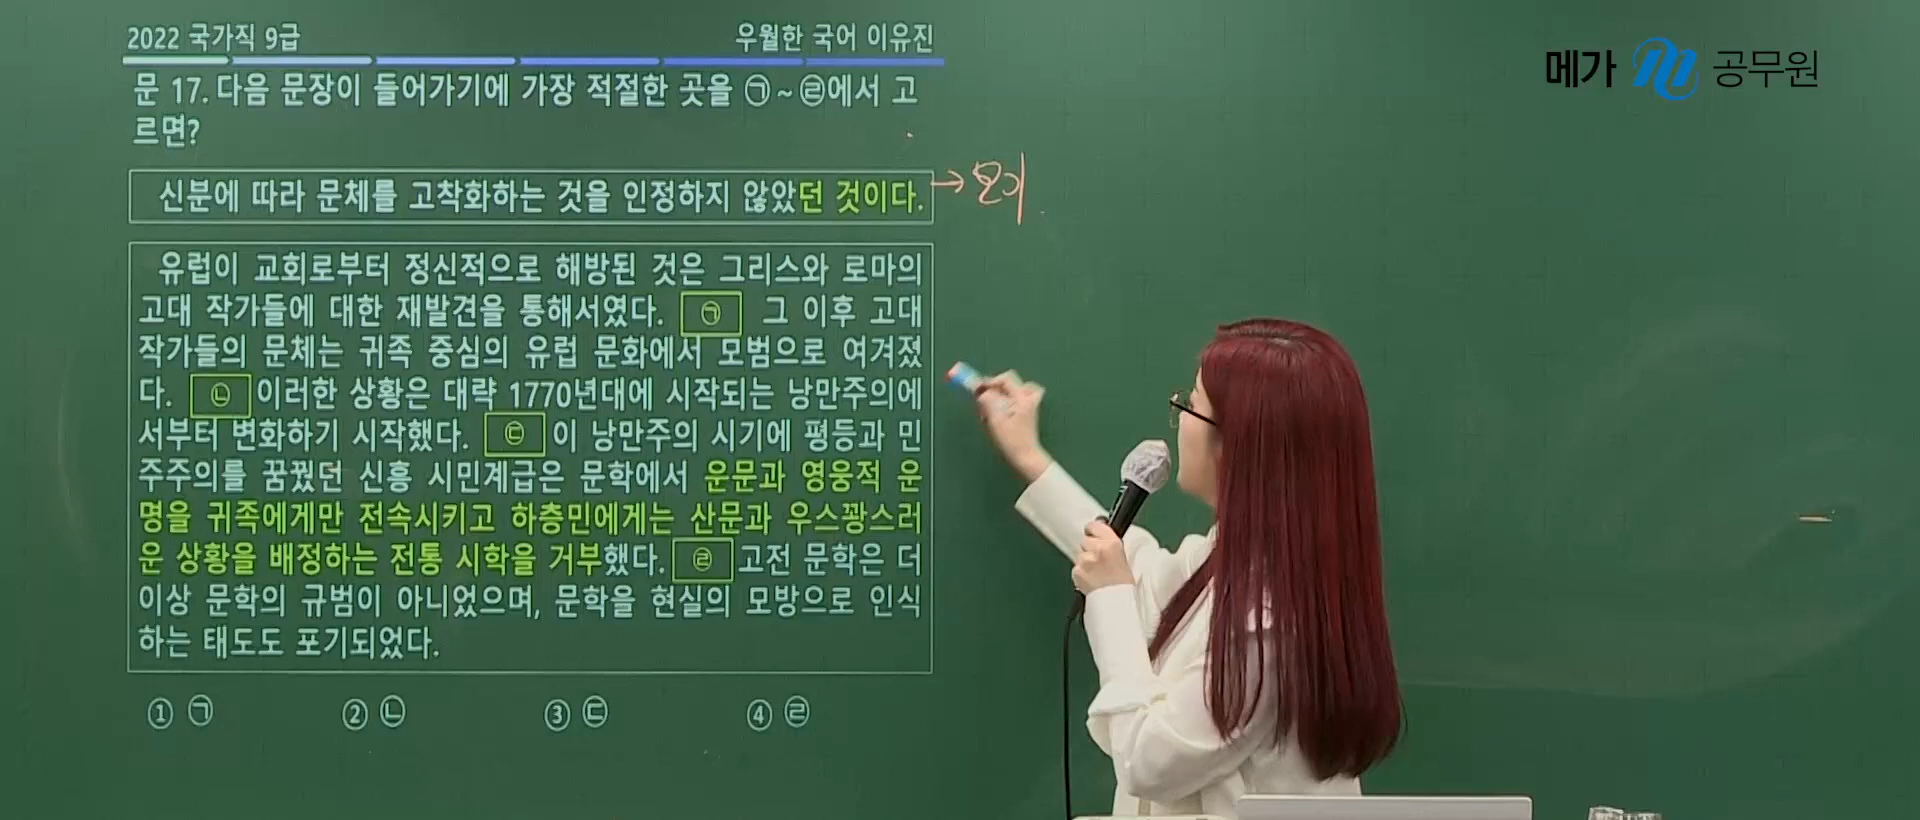 2022 국가직 9급
우월한 국어 이유진
메가 공무원
문 17. 다음 문장이 들어가기에 가장 적절한 곳을 ㉠~㉣에서 고
르면?
신분에 따라 문체를 고착화하는 것을 인정하지 않았던 것이다.
유럽이 교회로부터 정신적으로 해방된 것은 그리스와 로마의
고대 작가들에 대한 재발견을 통해서였다. ㉠ 그 이후 고대
작가들의 문체는 귀족 중심의 유럽 문화에서 모범으로 여겨졌
다. ㉡ 이러한 상황은 대략 1770년대에 시작되는 낭만주의에
서부터 변화하기 시작했다. ㉢ 이 낭만주의 시기에 평등과 민
주주의를 꿈꿨던 신흥 시민계급은 문학에서 운문과 영웅적 운
명을 귀족에게만 전속시키고 하층민에게는 산문과 우스꽝스러
운 상황을 배정하는 전통 시학을 거부했다. ㉣ 고전 문학은 더
이상 문학의 규범이 아니었으며, 문학을 현실의 모방으로 인식
하는 태도도 포기되었다.
① ㉠ ② ㉡ ③ ㉢ ④ ㉣